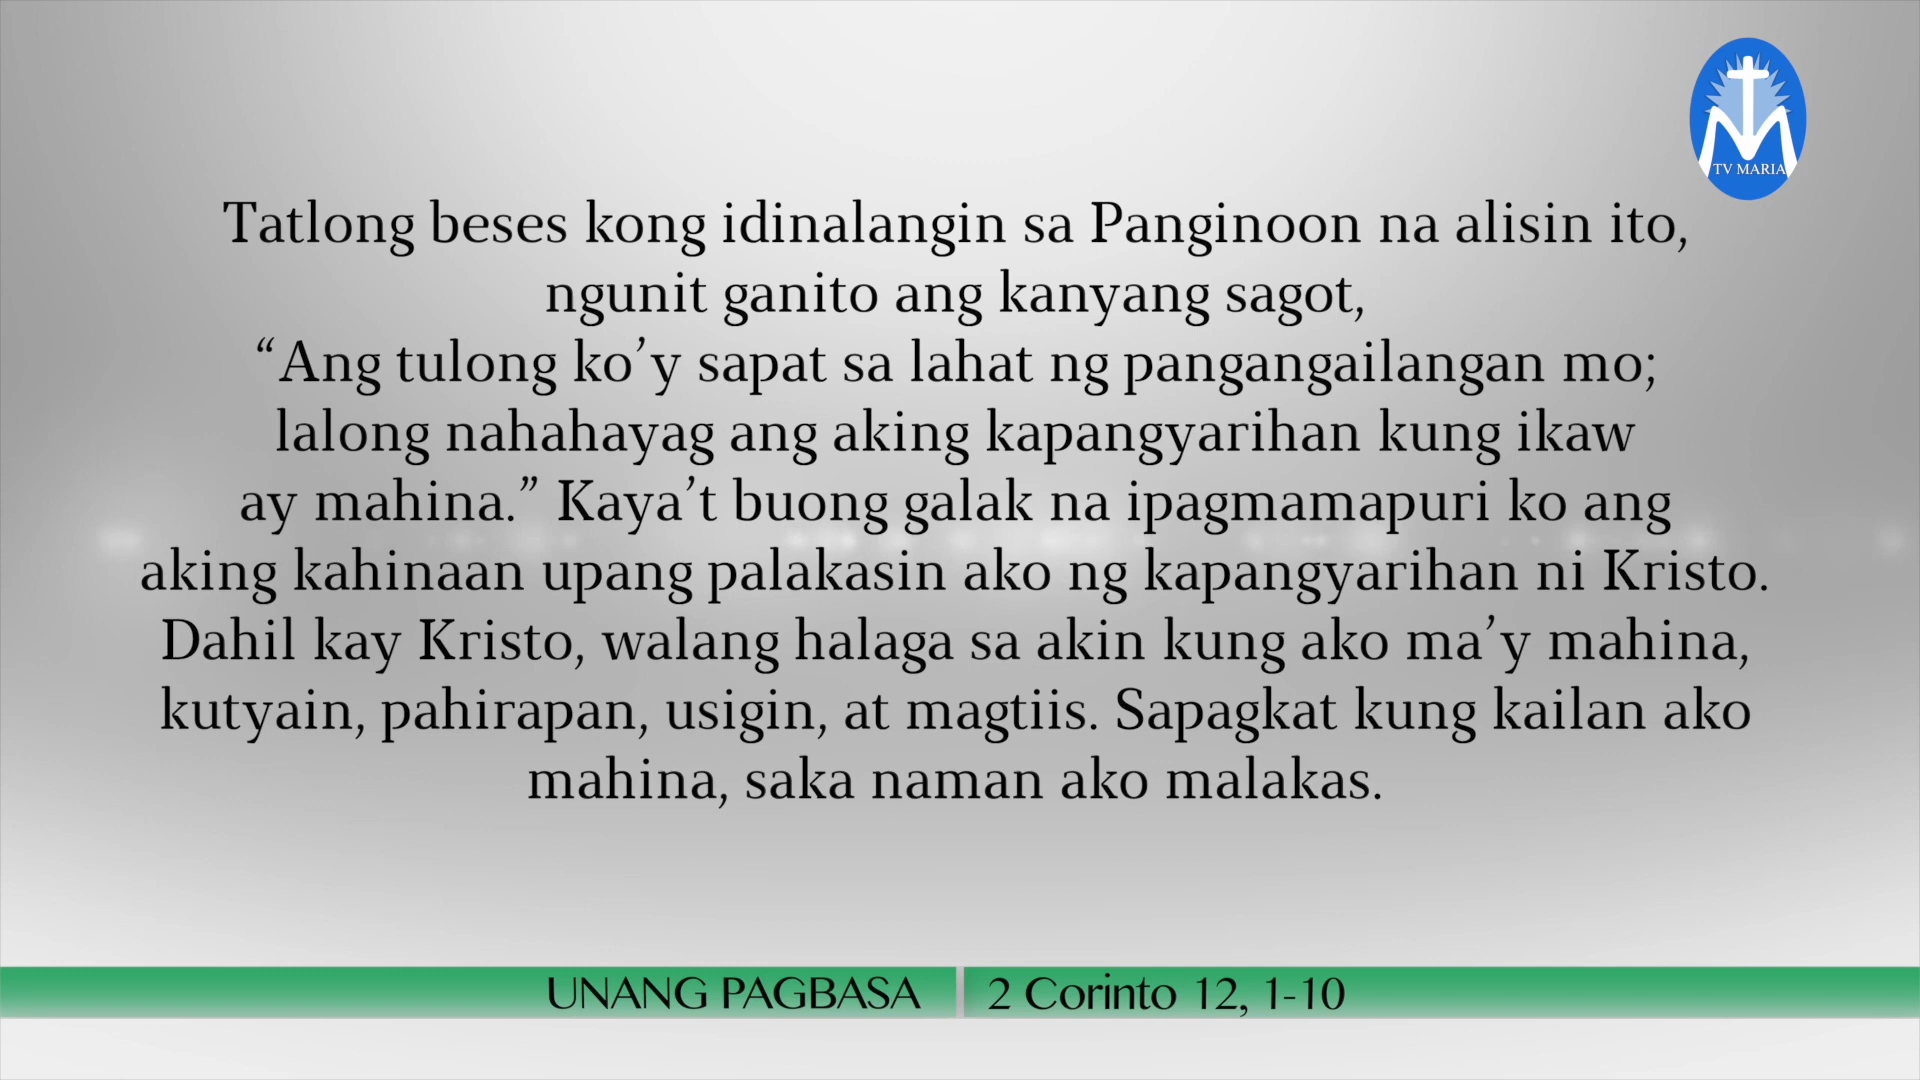 TV MARIA
Tatlong beses kong idinalangin sa Panginoon na alisin ito,
ngunit ganito ang kanyang sagot,
“Ang tulong ko’y sapat sa lahat ng pangangailangan mo;
lalong nahahayag ang aking kapangyarihan kung ikaw
ay mahina.” Kaya’t buong galak na ipagmamapuri ko ang
aking kahinaan upang palakasin ako ng kapangyarihan ni Kristo.
Dahil kay Kristo, walang halaga sa akin kung ako ma’y mahina,
kutyain, pahirapan, usigin, at magtiis. Sapagkat kung kailan ako
mahina, saka naman ako malakas.
UNANG PAGBASA 2 Corinto 12, 1-10